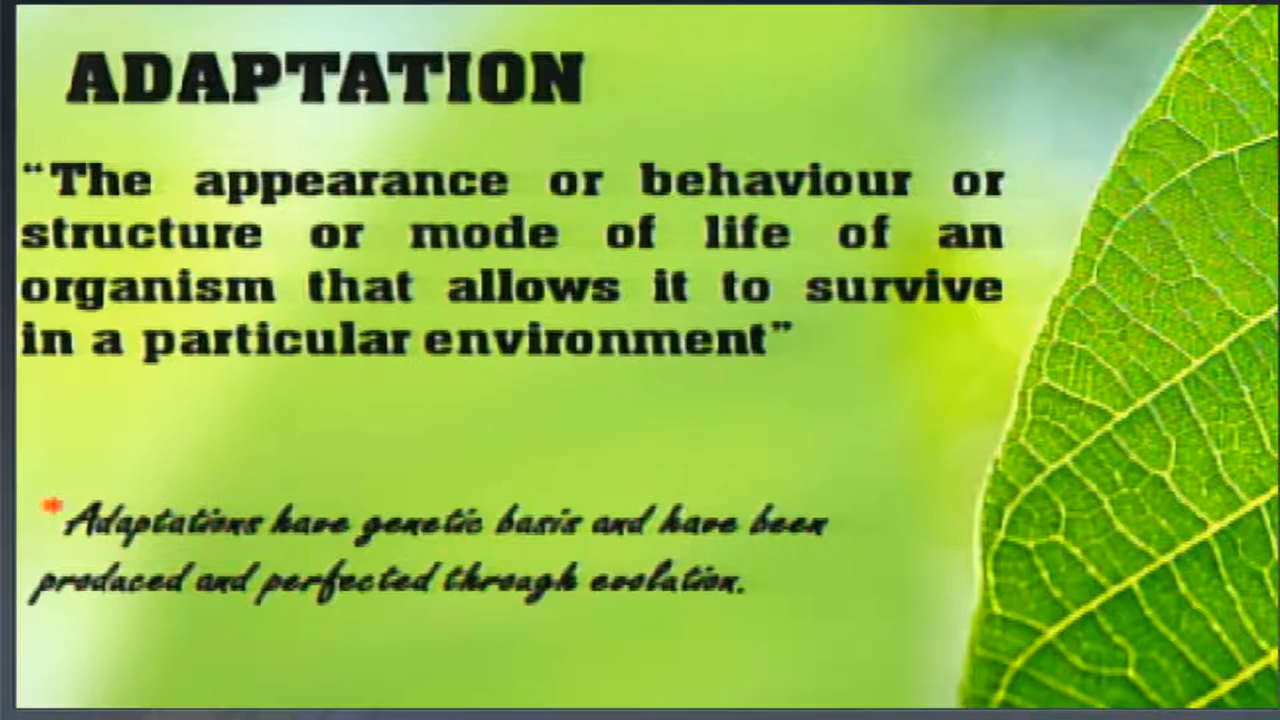 ADAPTATION
“The appearance or behaviour or
structure or mode of life of an
organism that allows it to survive
in a particular environment”
*Adaptations have genetic basis and have been
produced and perfected through evolution.